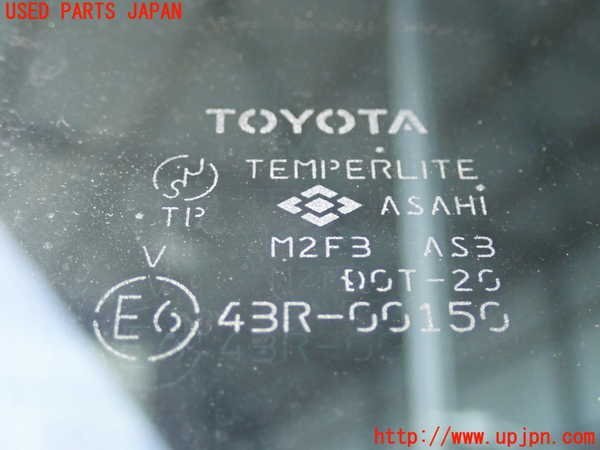 USED PARTS JAPAN
TOYOTA
TEMPERLITE
TP
ASAHI
M2F3 AS3
V
DOT-20
E6 43R-00150
http://www.upjpn.com